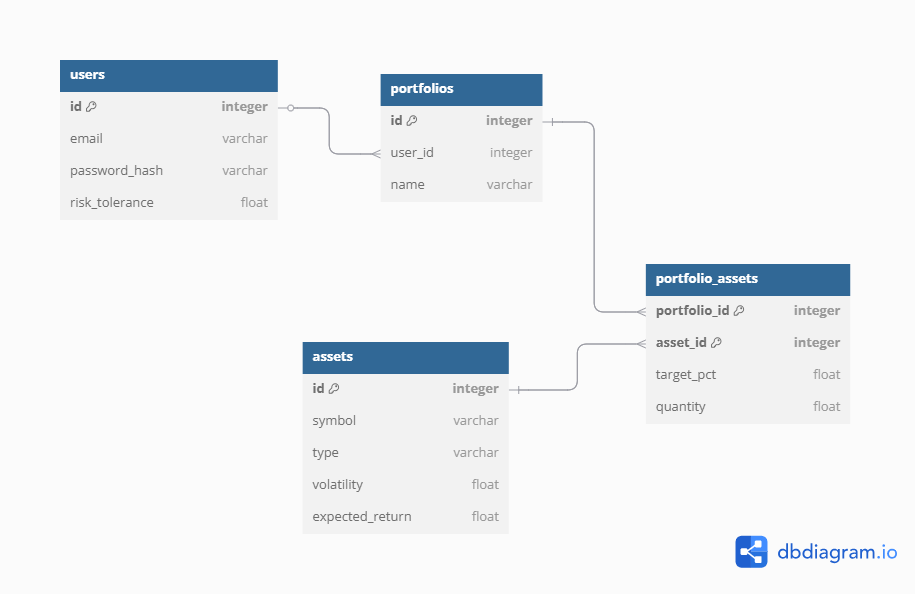 users
id integer
email varchar
password_hash varchar
risk_tolerance float
portfolios
id integer
user_id integer
name varchar
portfolio_assets
portfolio_id integer
asset_id integer
target_pct float
quantity float
assets
id integer
symbol varchar
type varchar
volatility float
expected_return float
dbdiagram.io